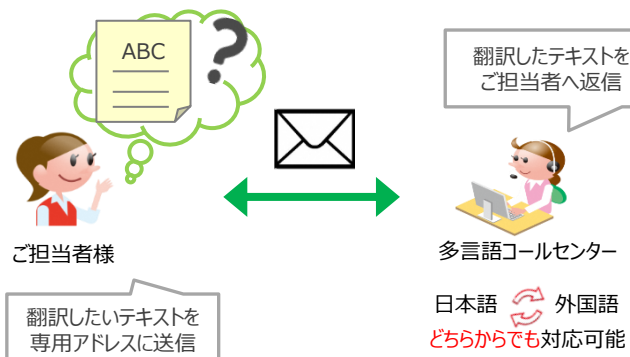 ABC
?
翻訳したテキストを
ご担当者へ返信
ご担当者様
多言語コールセンター
翻訳したいテキストを
専用アドレスに送信
日本語 外国語
どちらからでも対応可能